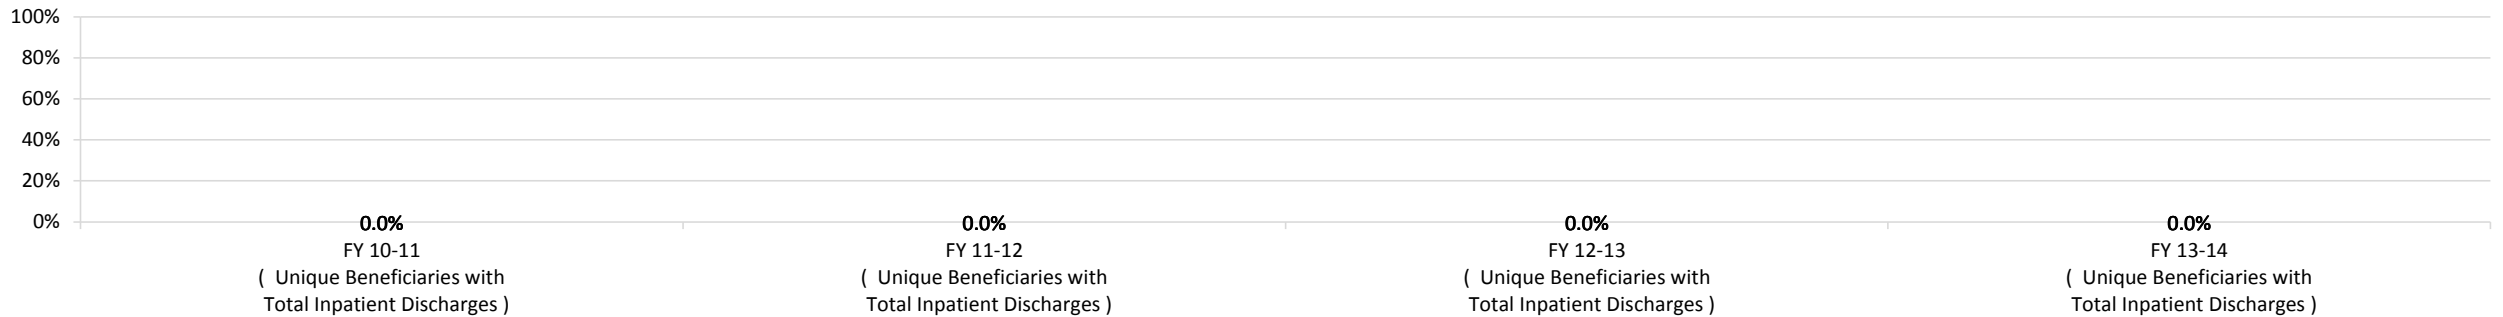 100%
80%
60%
40%
20%
0%
0.0% 0.0% 0.0% 0.0%
FY 10-11 FY 11-12 FY 12-13 FY 13-14
( Unique Beneficiaries with ( Unique Beneficiaries with ( Unique Beneficiaries with ( Unique Beneficiaries with
Total Inpatient Discharges ) Total Inpatient Discharges ) Total Inpatient Discharges ) Total Inpatient Discharges )